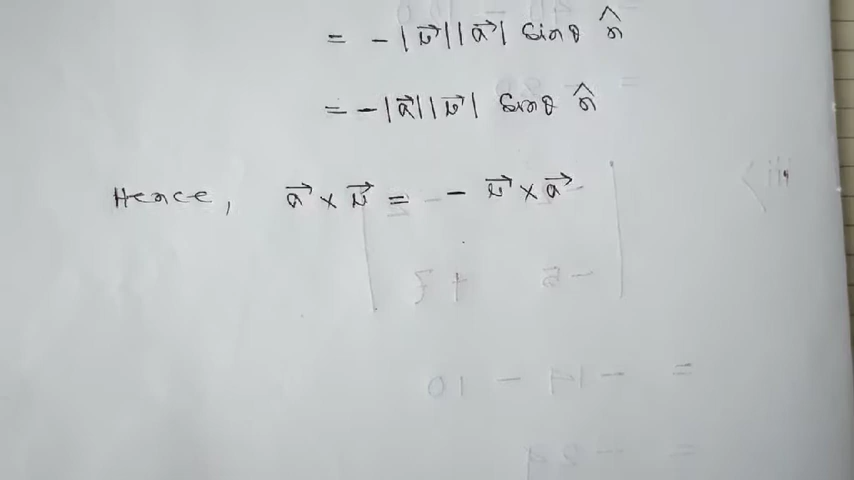 = - |b⃗| |a⃗| sinθ n̂
= - |a⃗| |b⃗| sinθ n̂
Hence, a⃗ × b⃗ = - b⃗ × a⃗